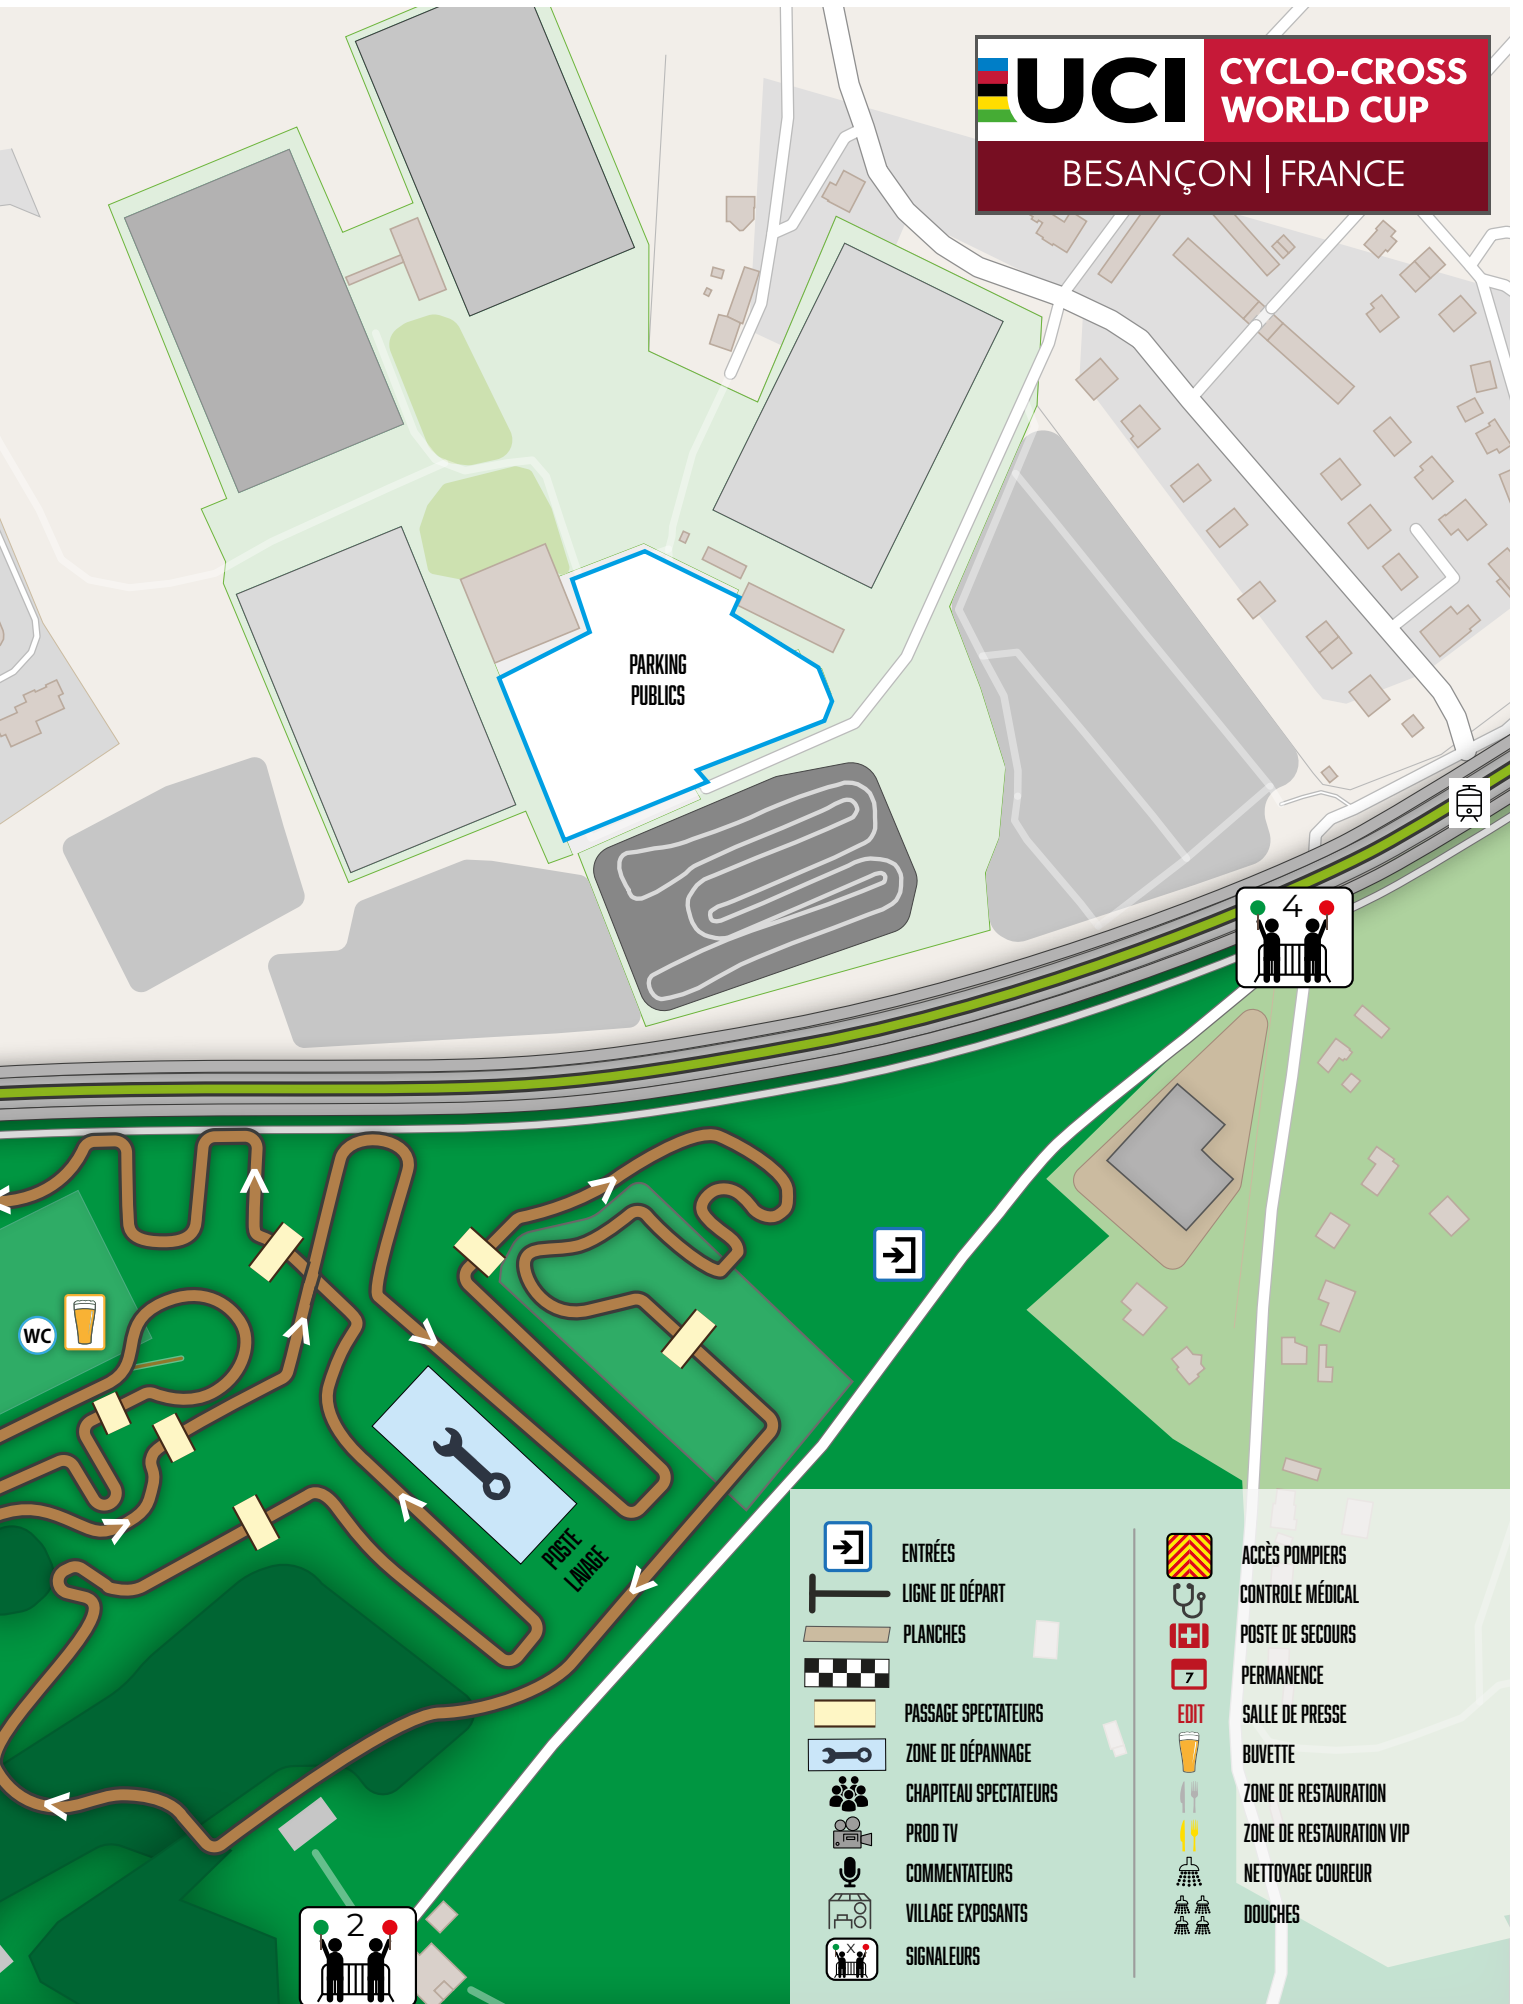 UCI
CYCLO-CROSS
WORLD CUP
BESANÇON | FRANCE
PARKING
PUBLICS
4
WC
POSTE
LAVAGE
2
ENTRÉES
LIGNE DE DÉPART
PLANCHES
PASSAGE SPECTATEURS
ZONE DE DÉPANNAGE
CHAPITEAU SPECTATEURS
PROD TV
COMMENTATEURS
VILLAGE EXPOSANTS
X
SIGNALEURS
ACCÈS POMPIERS
CONTROLE MÉDICAL
POSTE DE SECOURS
7
PERMANENCE
EDIT
SALLE DE PRESSE
BUVETTE
ZONE DE RESTAURATION
ZONE DE RESTAURATION VIP
NETTOYAGE COUREUR
DOUCHES